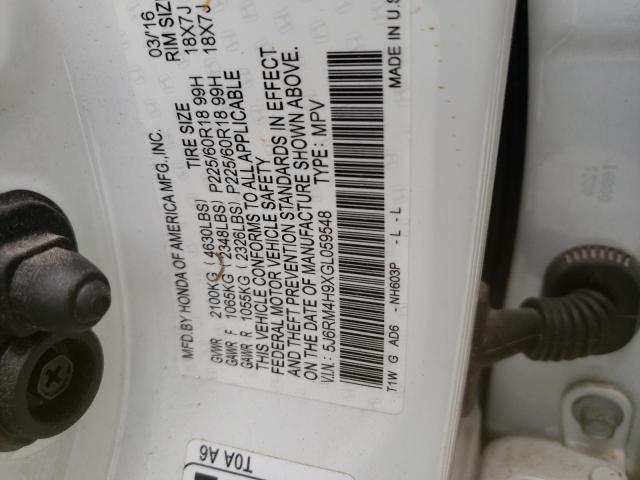 MFD.BY HONDA OF AMERICA MFG.,INC. 03/'16
TIRE SIZE RIM SIZE
GVWR 2100KG (4630LBS)
GAWR F 1065KG (2348LBS) P225/60R18 99H 18X7J
GAWR R 1055KG (2326LBS) P225/60R18 99H 18X7J
THIS VEHICLE CONFORMS TO ALL APPLICABLE
FEDERAL MOTOR VEHICLE SAFETY
AND THEFT PREVENTION STANDARDS IN EFFECT
ON THE DATE OF MANUFACTURE SHOWN ABOVE.
V.I.N.: 5J6RM4H9XGL059548 TYPE: MPV
T1W G AD6 -NH603P -L -L MADE IN U.S
T0A A6